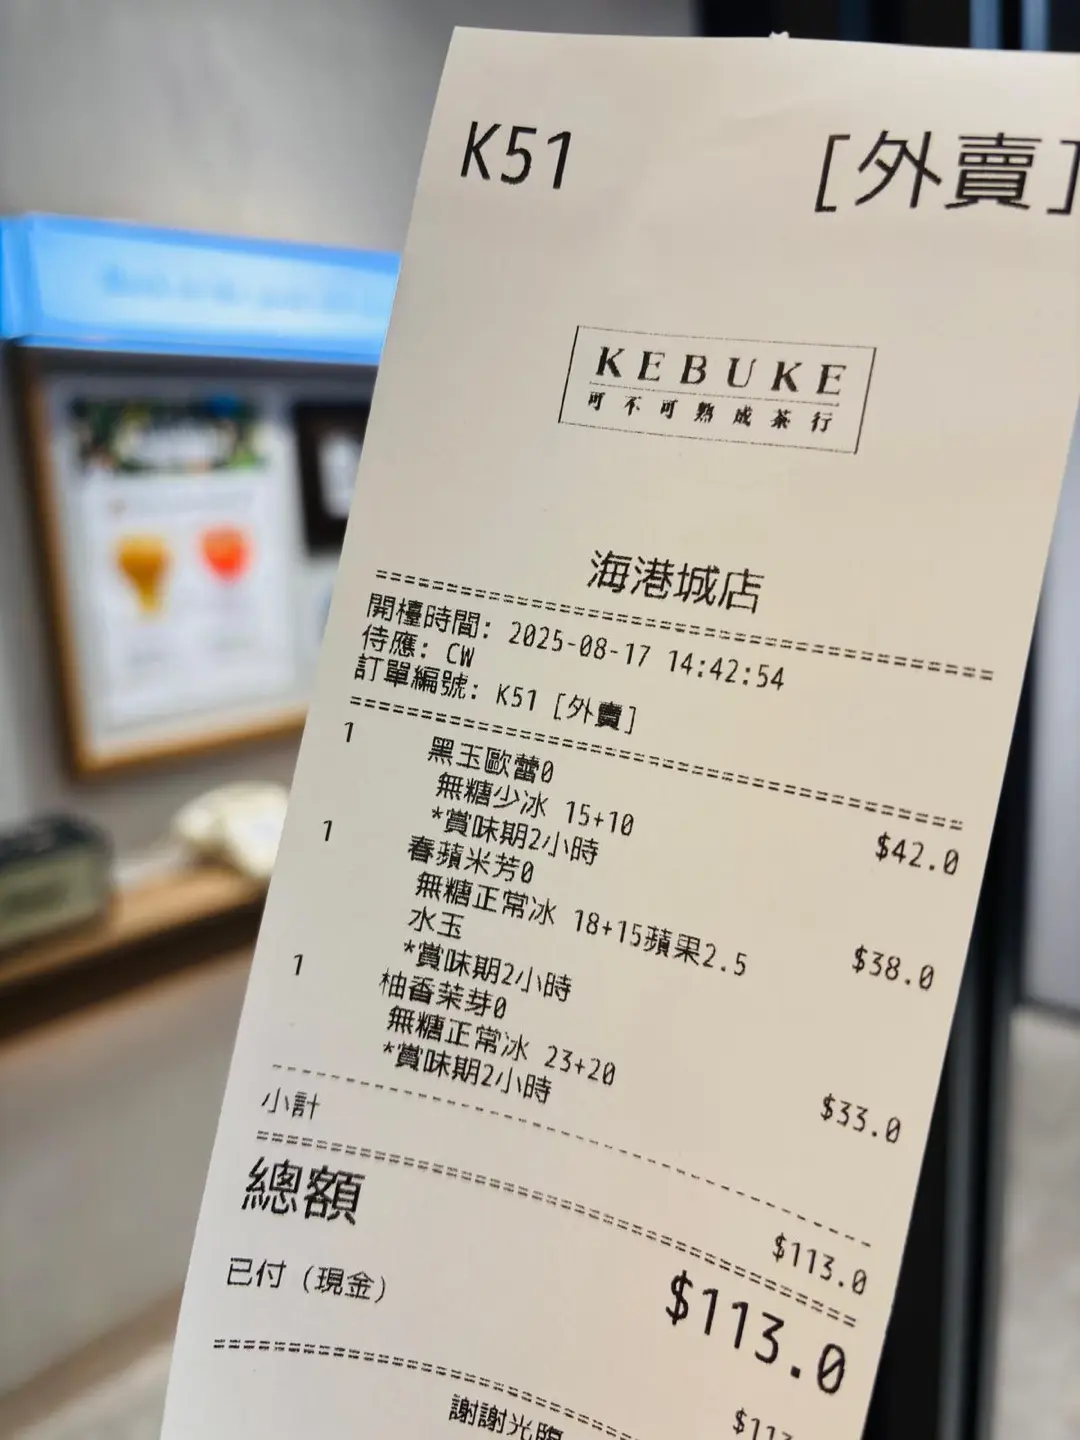 K51 [外賣]
KEBUKE
可不可熟成茶行
海港城店
開檯時間: 2025-08-17 14:42:54
侍應: CW
訂單編號: K51 [外賣]
1 黑玉歐蕾0 $42.0
無糖少冰 15+10
*賞味期2小時
1 春蘋米芳0 $38.0
無糖正常冰 18+15蘋果2.5
水玉
*賞味期2小時
1 柚香茉芽0 $33.0
無糖正常冰 23+20
*賞味期2小時
小計 $113.0
總額 $113.0
已付 (現金) $113
謝謝光臨